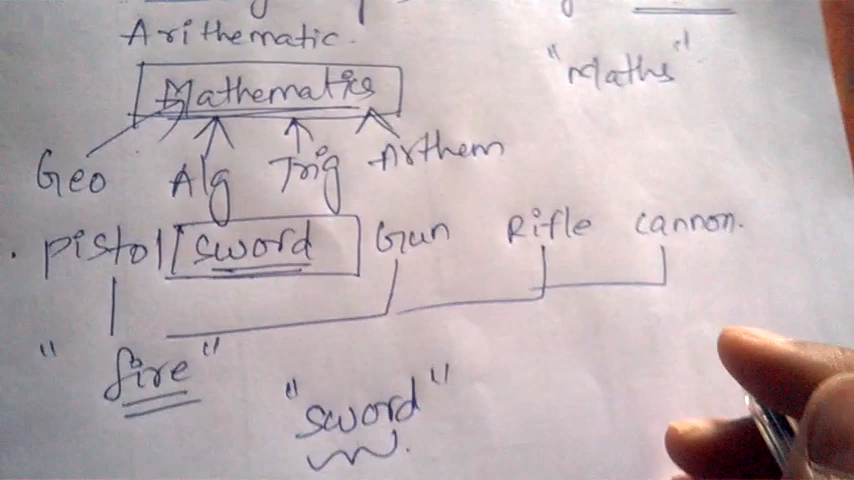 Arithematic.
Mathematics
"Maths"
Geo Alg Trig Arthem
. Pistol sword Gun Rifle cannon.
"fire"
"sword"